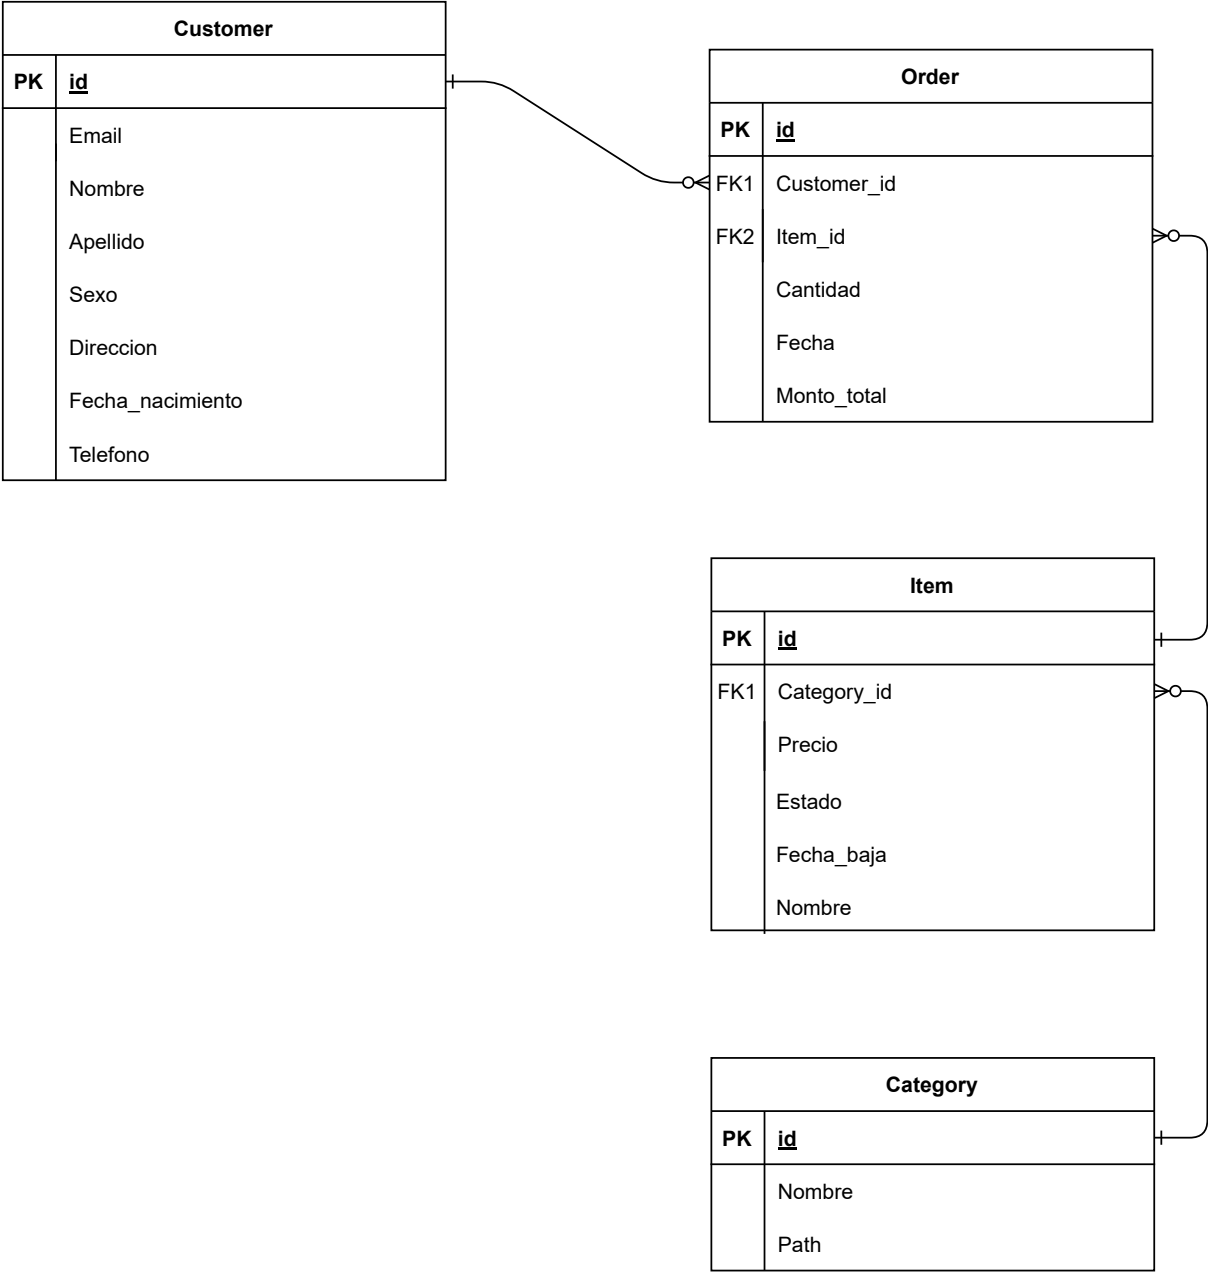 Customer
PK id
Email
Nombre
Apellido
Sexo
Direccion
Fecha_nacimiento
Telefono
Order
PK id
FK1 Customer_id
FK2 Item_id
Cantidad
Fecha
Monto_total
Item
PK id
FK1 Category_id
Precio
Estado
Fecha_baja
Nombre
Category
PK id
Nombre
Path